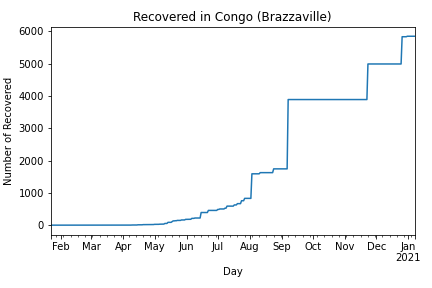 Recovered in Congo (Brazzaville)
6000
5000
4000
3000
2000
1000
0
Number of Recovered
Feb Mar Apr May Jun Jul Aug Sep Oct Nov Dec Jan
2021
Day